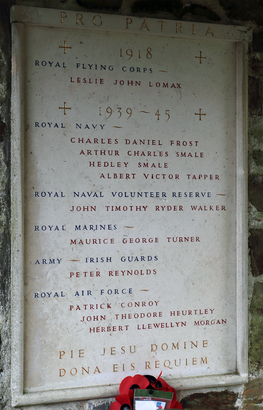 PRO PATRIA
1918
ROYAL FLYING CORPS —
LESLIE JOHN LOMAX
1939 - 45
ROYAL NAVY —
CHARLES DANIEL FROST
ARTHUR CHARLES SMALE
HEDLEY SMALE
ALBERT VICTOR TAPPER
ROYAL NAVAL VOLUNTEER RESERVE —
JOHN TIMOTHY RYDER WALKER
ROYAL MARINES —
MAURICE GEORGE TURNER
ARMY — IRISH GUARDS
PETER REYNOLDS
ROYAL AIR FORCE —
PATRICK CONROY
JOHN THEODORE HEURTLEY
HERBERT LLEWELLYN MORGAN
PIE JESU DOMINE
DONA EIS REQUIEM